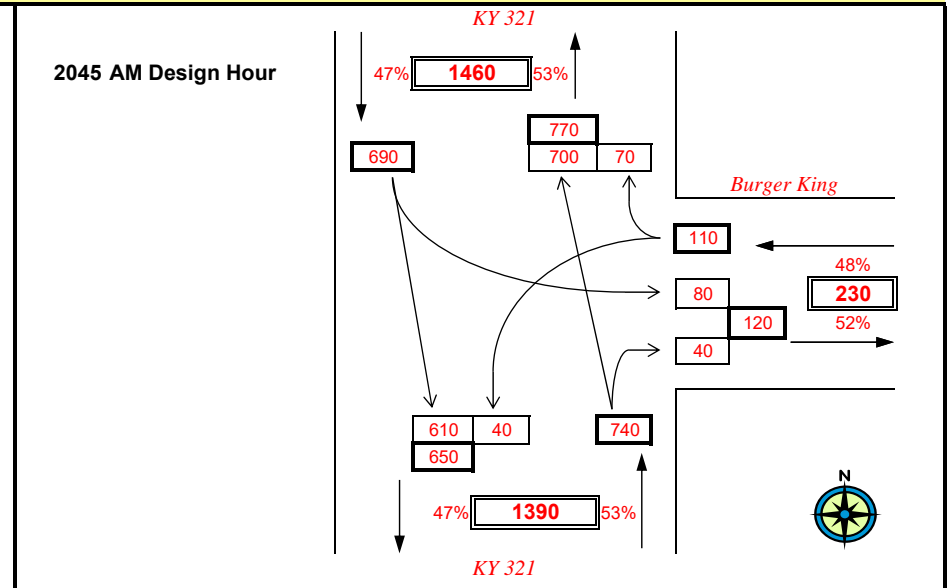 KY 321
2045 AM Design Hour
47% 1460 53%
770
690 700 70
Burger King
110
48%
80 230
120 52%
40
610 40 740
650
N
47% 1390 53%
KY 321